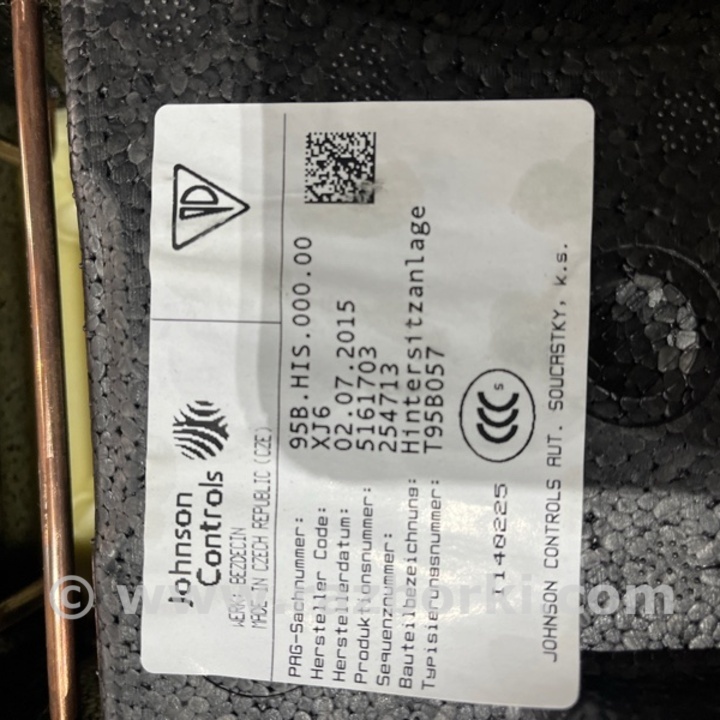 Johnson
Controls
WERK: BEZDECIN
MADE IN CZECH REPUBLIC (CZE)
PAG-Sachnummer: 95B.HIS.000.00
Hersteller Code: XJ6
Herstellerdatum: 02.07.2015
Produktionsnummer: 5161703
Sequenznummer: 254713
Bauteilbezeichnung: Hintersitzanlage
Typisierungsnummer: T95B057
I140225
CCC S
JOHNSON CONTROLS AUT. SOUCASTKY, k.s.